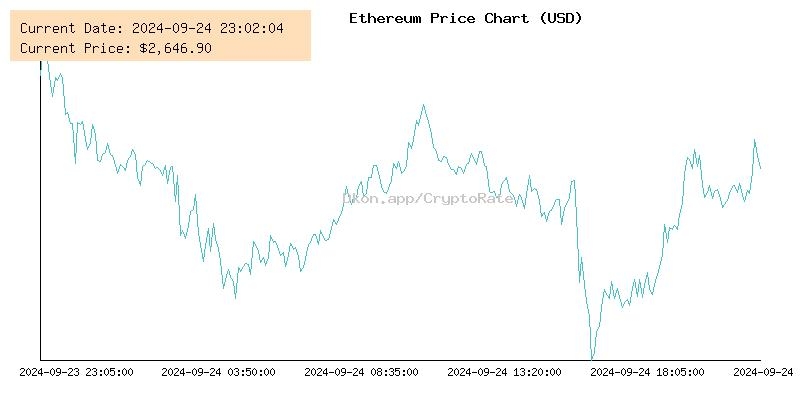 Ethereum Price Chart (USD)
Current Date: 2024-09-24 23:02:04
Current Price: $2,646.90
Dkon.app/CryptoRate
2024-09-23 23:05:00 2024-09-24 03:50:00 2024-09-24 08:35:00 2024-09-24 13:20:00 2024-09-24 18:05:00 2024-09-24